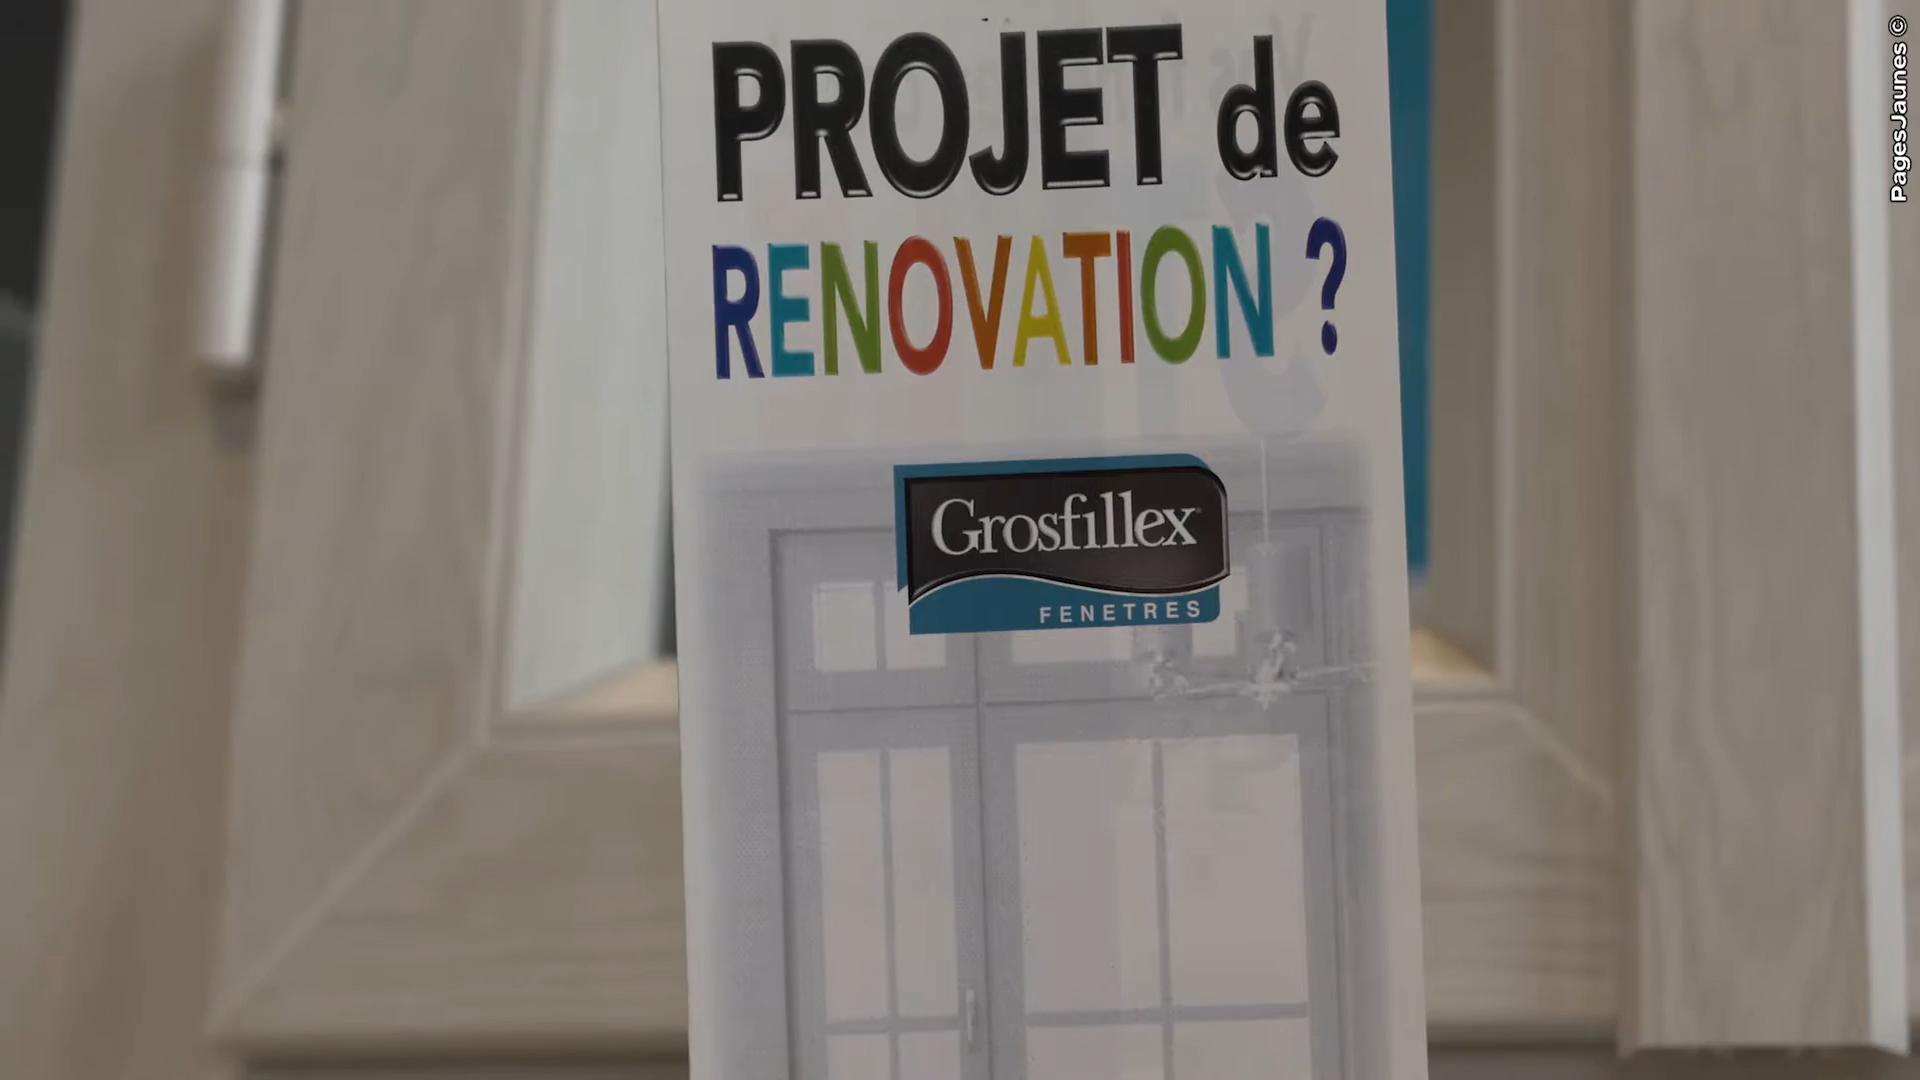 PROJET de
RENOVATION ?
Grosfillex
FENETRES
PagesJaunes ©